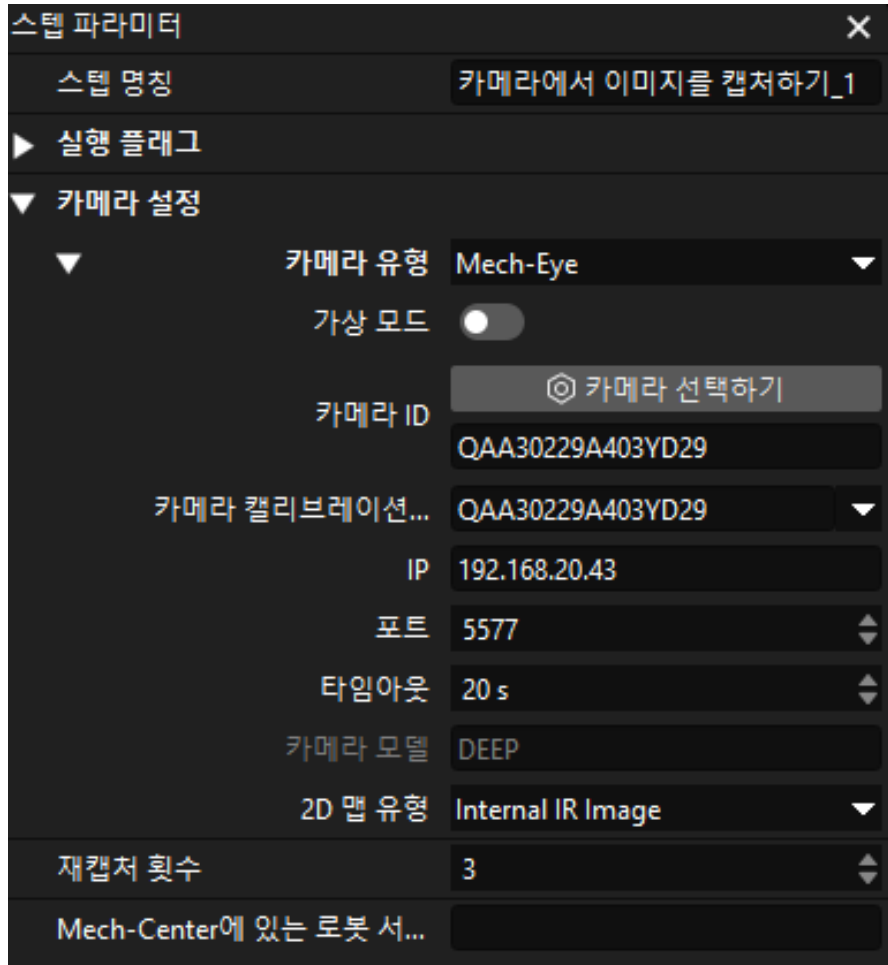 스텝 파라미터
스텝 명칭 카메라에서 이미지를 캡처하기_1
실행 플래그
카메라 설정
카메라 유형 Mech-Eye
가상 모드
카메라 선택하기
카메라 ID
QAA30229A403YD29
카메라 캘리브레이션... QAA30229A403YD29
IP 192.168.20.43
포트 5577
타임아웃 20 s
카메라 모델 DEEP
2D 맵 유형 Internal IR Image
재캡처 횟수 3
Mech-Center에 있는 로봇 서...